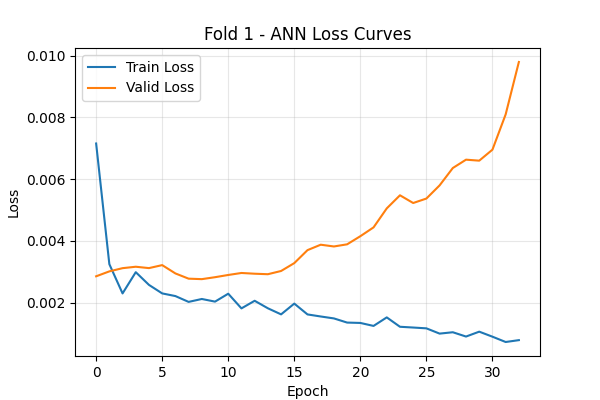 Fold 1 - ANN Loss Curves
Train Loss
Valid Loss
0.010
0.008
0.006
0.004
0.002
Loss
0 5 10 15 20 25 30
Epoch